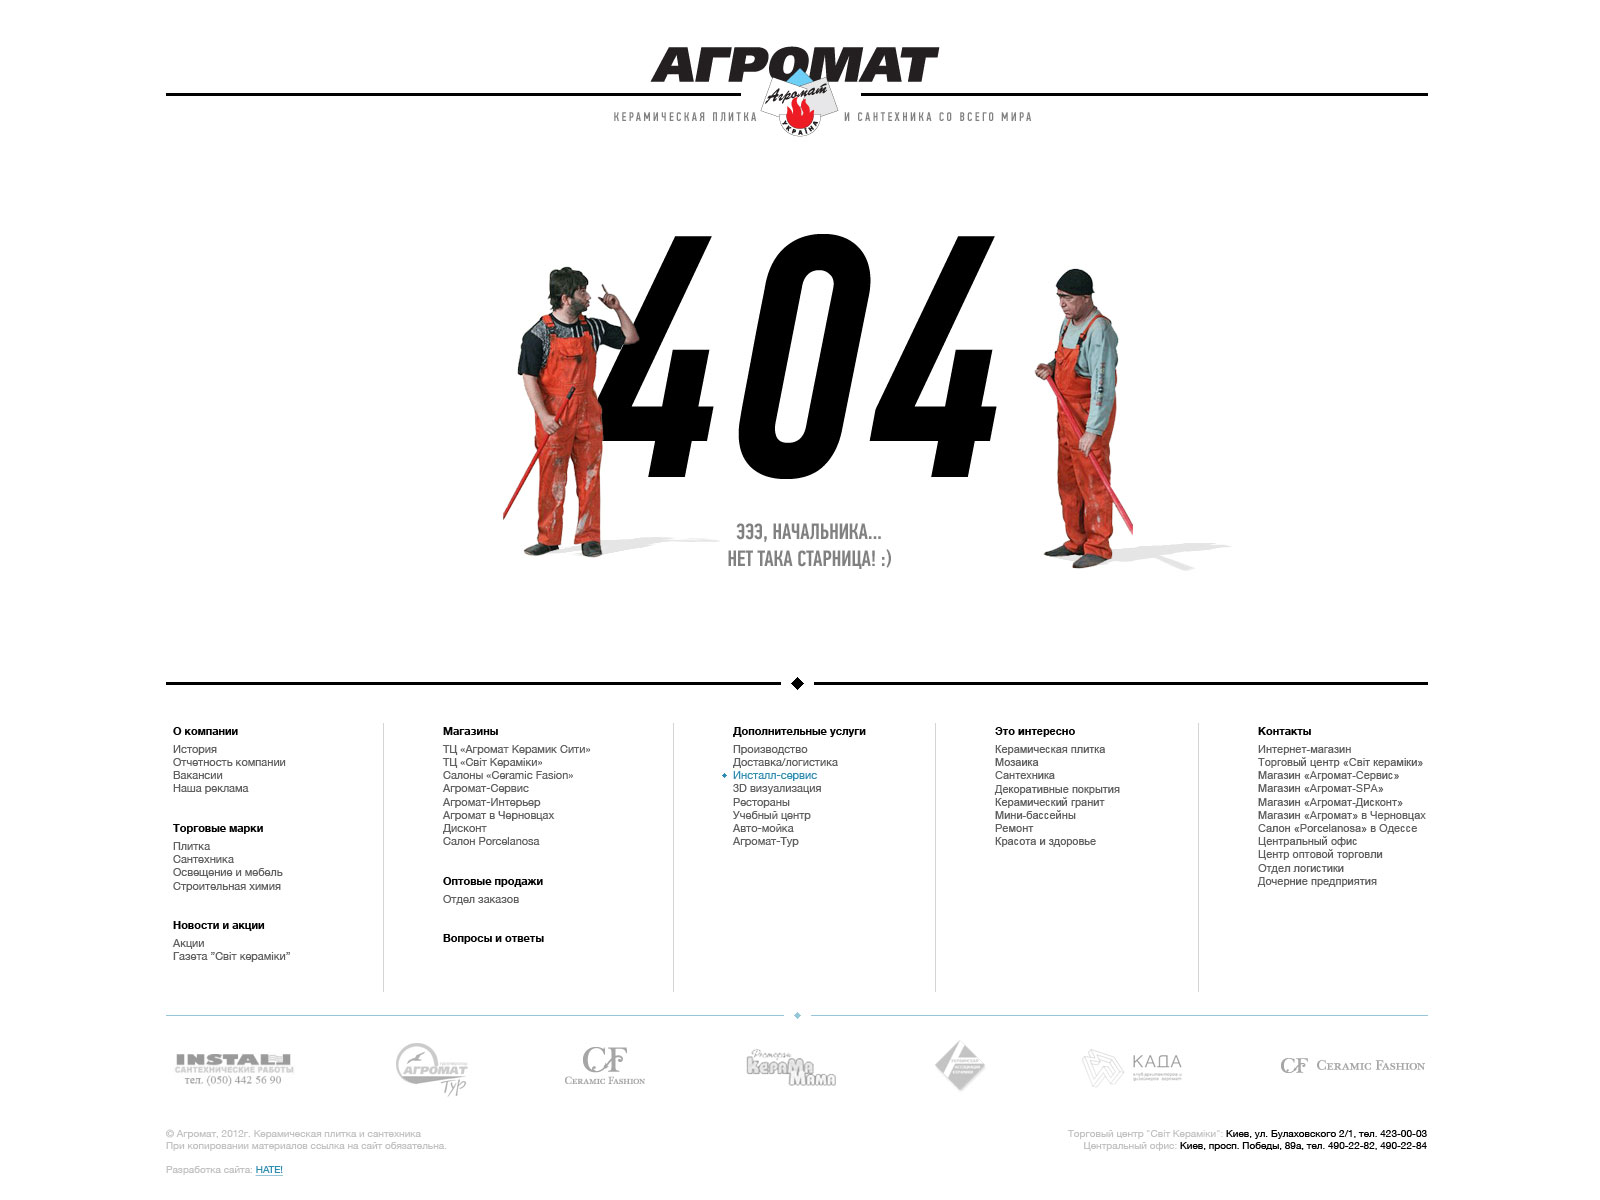 АГРОМАТ
Агромат
УКРАЇНА
КЕРАМИЧЕСКАЯ ПЛИТКА И САНТЕХНИКА СО ВСЕГО МИРА
404
ЭЭЭ, НАЧАЛЬНИКА...
НЕТ ТАКА СТАРНИЦА! :)
О компании
История
Отчетность компании
Вакансии
Наша реклама
Торговые марки
Плитка
Сантехника
Освещение и мебель
Строительная химия
Новости и акции
Акции
Газета "Світ кераміки"
Магазины
ТЦ «Агромат Керамик Сити»
ТЦ «Світ Кераміки»
Салоны «Ceramic Fasion»
Агромат-Сервис
Агромат-Интерьер
Агромат в Черновцах
Дисконт
Салон Porcelanosa
Оптовые продажи
Отдел заказов
Вопросы и ответы
Дополнительные услуги
Производство
Доставка/логистика
Инсталл-сервис
3D визуализация
Рестораны
Учебный центр
Авто-мойка
Агромат-Тур
Это интересно
Керамическая плитка
Мозаика
Сантехника
Декоративные покрытия
Керамический гранит
Мини-бассейны
Ремонт
Красота и здоровье
Контакты
Интернет-магазин
Торговый центр «Світ кераміки»
Магазин «Агромат-Сервис»
Магазин «Агромат-SPA»
Магазин «Агромат-Дисконт»
Магазин «Агромат» в Черновцах
Салон «Porcelanosa» в Одессе
Центральный офис
Центр оптовой торговли
Отдел логистики
Дочерние предприятия
INSTALL
САНТЕХНИЧЕСКИЕ РАБОТЫ
тел. (050) 442 56 90
АГРОМАТ
тур
CF
CERAMIC FASHION
Ресторан
КераМа
Мама
КАДА
CF CERAMIC FASHION
© Агромат, 2012г. Керамическая плитка и сантехника
При копировании материалов ссылка на сайт обязательна.
Разработка сайта: HATE!
Торговый центр "Світ Кераміки": Киев, ул. Булаховского 2/1, тел. 423-00-03
Центральный офис: Киев, просп. Победы, 89а, тел. 490-22-82, 490-22-84